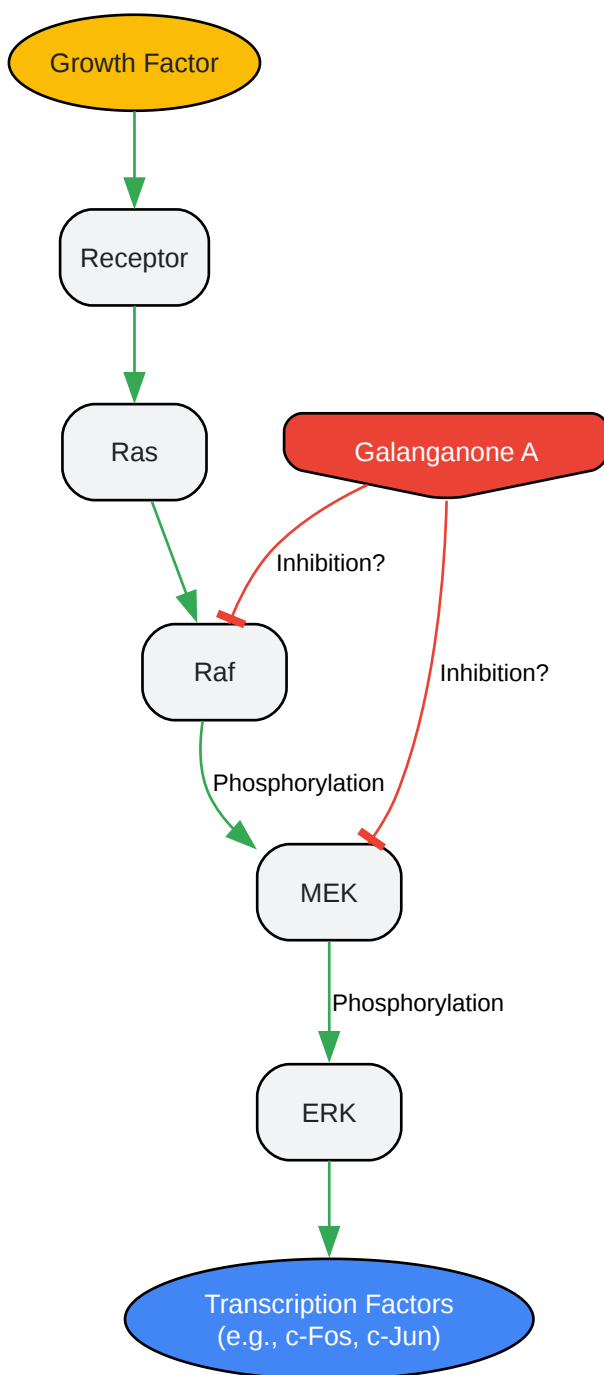 Growth Factor
Receptor
Ras
Galanganone A
Inhibition?
Raf
Inhibition?
Phosphorylation
MEK
Phosphorylation
ERK
Transcription Factors
(e.g., c-Fos, c-Jun)